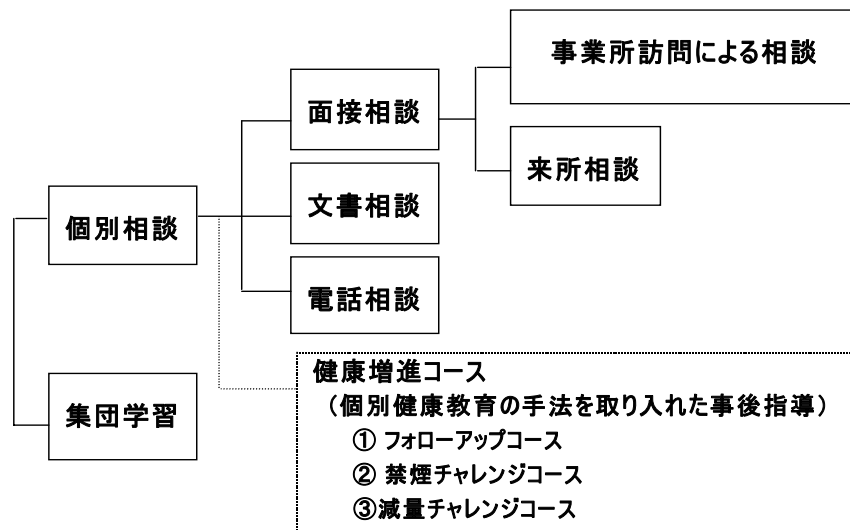 事業所訪問による相談
面接相談
来所相談
文書相談
個別相談
電話相談
集団学習
健康増進コース
（個別健康教育の手法を取り入れた事後指導）
① フォローアップコース
② 禁煙チャレンジコース
③減量チャレンジコース